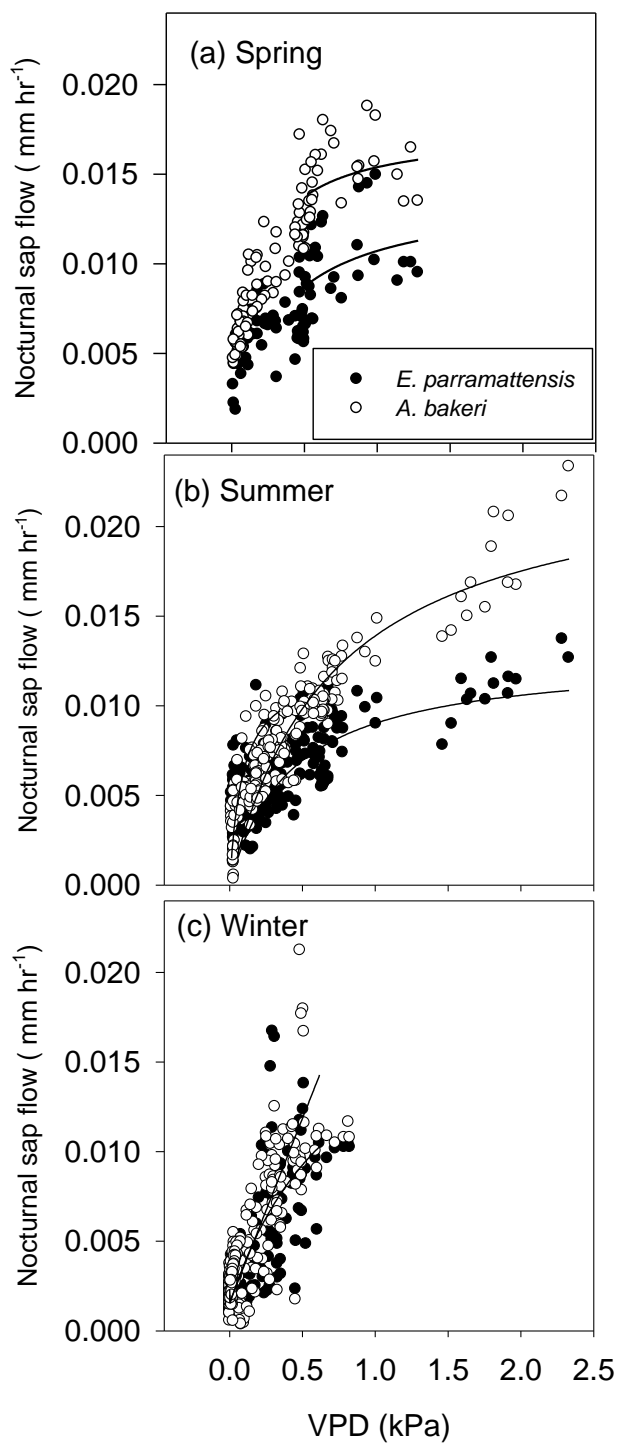 (a) Spring
Nocturnal sap flow ( mm hr-1)
0.020
0.015
0.010
0.005
0.000
E. parramattensis
A. bakeri
(b) Summer
Nocturnal sap flow ( mm hr-1)
0.020
0.015
0.010
0.005
0.000
(c) Winter
Nocturnal sap flow ( mm hr-1)
0.020
0.015
0.010
0.005
0.000
0.0 0.5 1.0 1.5 2.0 2.5
VPD (kPa)